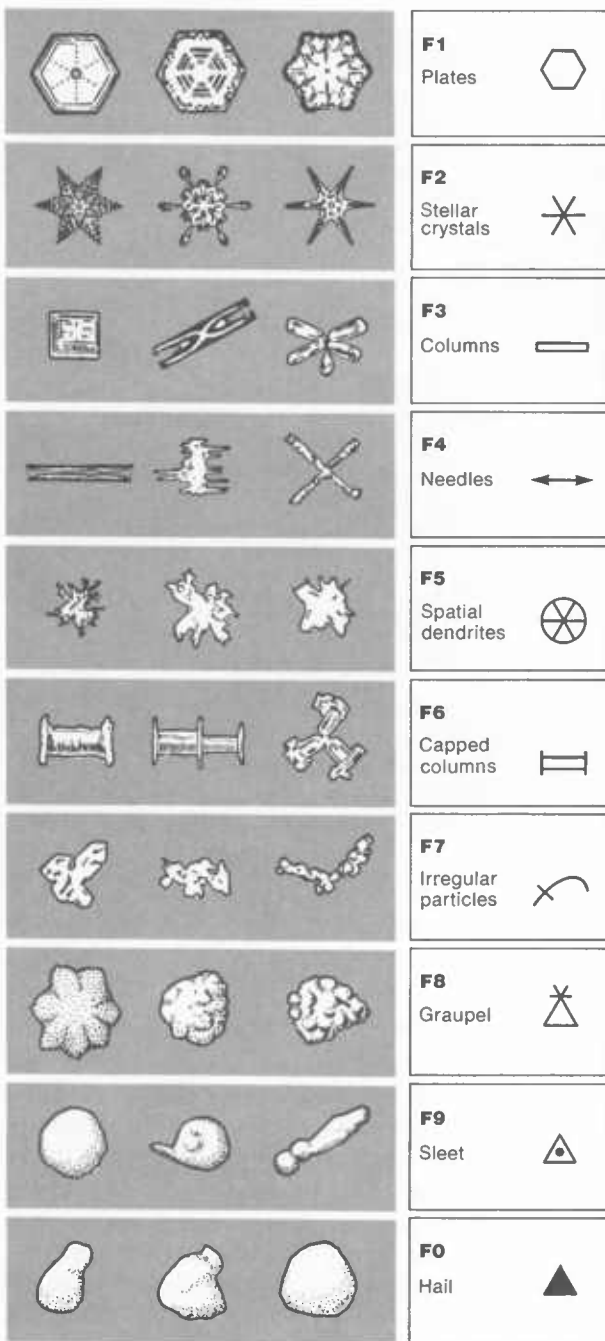 F1
Plates
F2
Stellar
crystals
F3
Columns
F4
Needles
F5
Spatial
dendrites
F6
Capped
columns
F7
Irregular
particles
F8
Graupel
F9
Sleet
F0
Hail